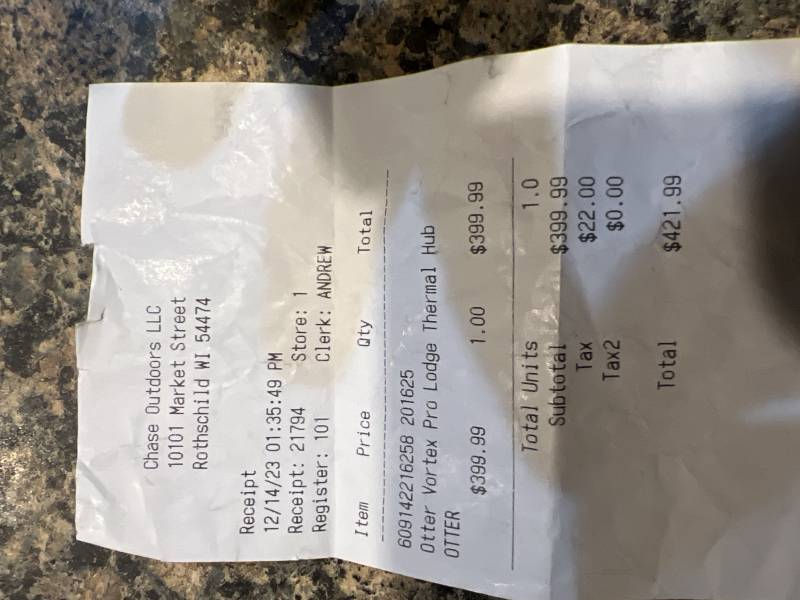 Chase Outdoors LLC
10101 Market Street
Rothschild WI 54474
Receipt
12/14/23 01:35:49 PM
Receipt: 21794 Store: 1
Register: 101 Clerk: ANDREW
Item Price Qty Total
609142216258 201625
Otter Vortex Pro Lodge Thermal Hub
OTTER
$399.99 1.00 $399.99
Total Units 1.0
Subtotal $399.99
Tax $22.00
Tax2 $0.00
Total $421.99